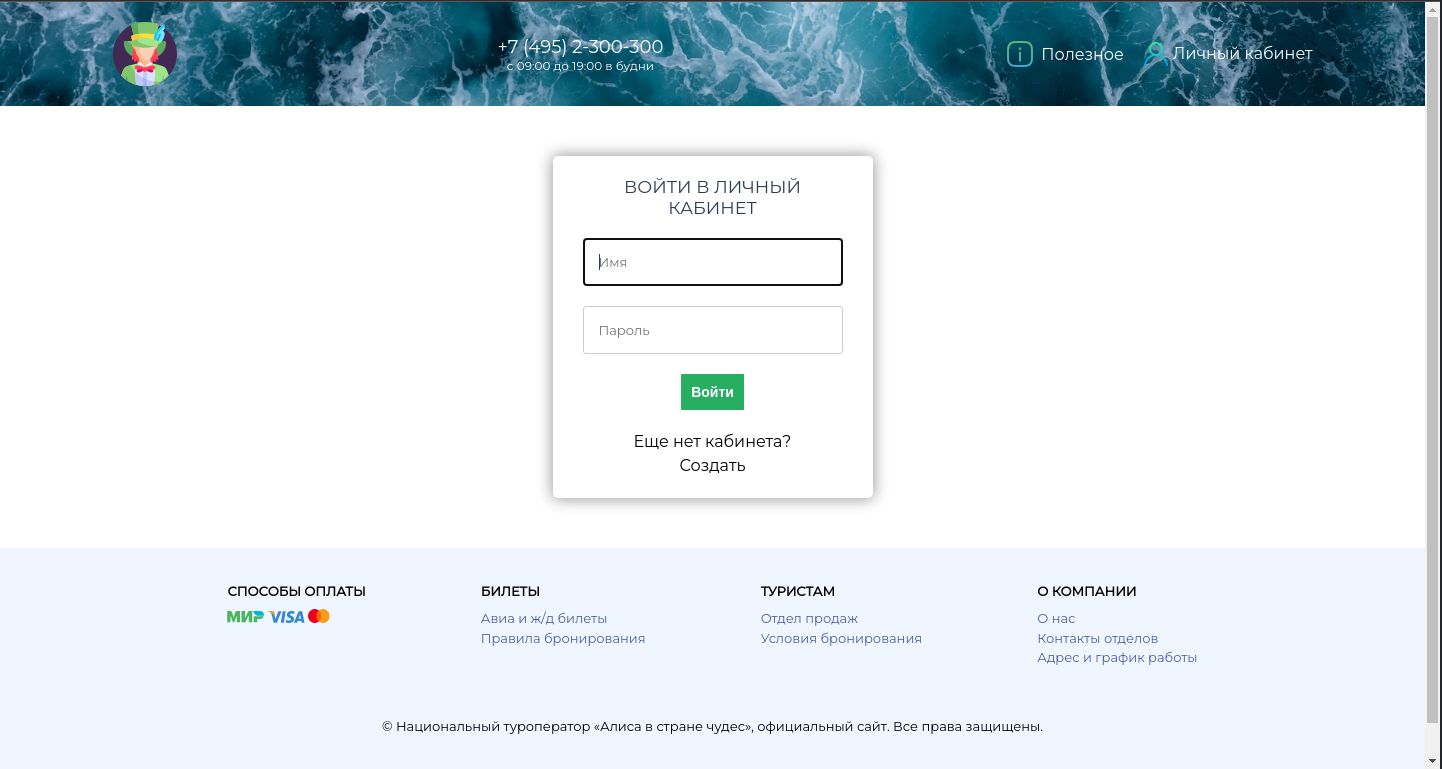 +7 (495) 2-300-300
с 09:00 до 19:00 в будни
Полезное
Личный кабинет
ВОЙТИ В ЛИЧНЫЙ
КАБИНЕТ
Имя
Пароль
Войти
Еще нет кабинета?
Создать
СПОСОБЫ ОПЛАТЫ
МИР VISA
БИЛЕТЫ
Авиа и ж/д билеты
Правила бронирования
ТУРИСТАМ
Отдел продаж
Условия бронирования
О КОМПАНИИ
О нас
Контакты отделов
Адрес и график работы
© Национальный туроператор «Алиса в стране чудес», официальный сайт. Все права защищены.